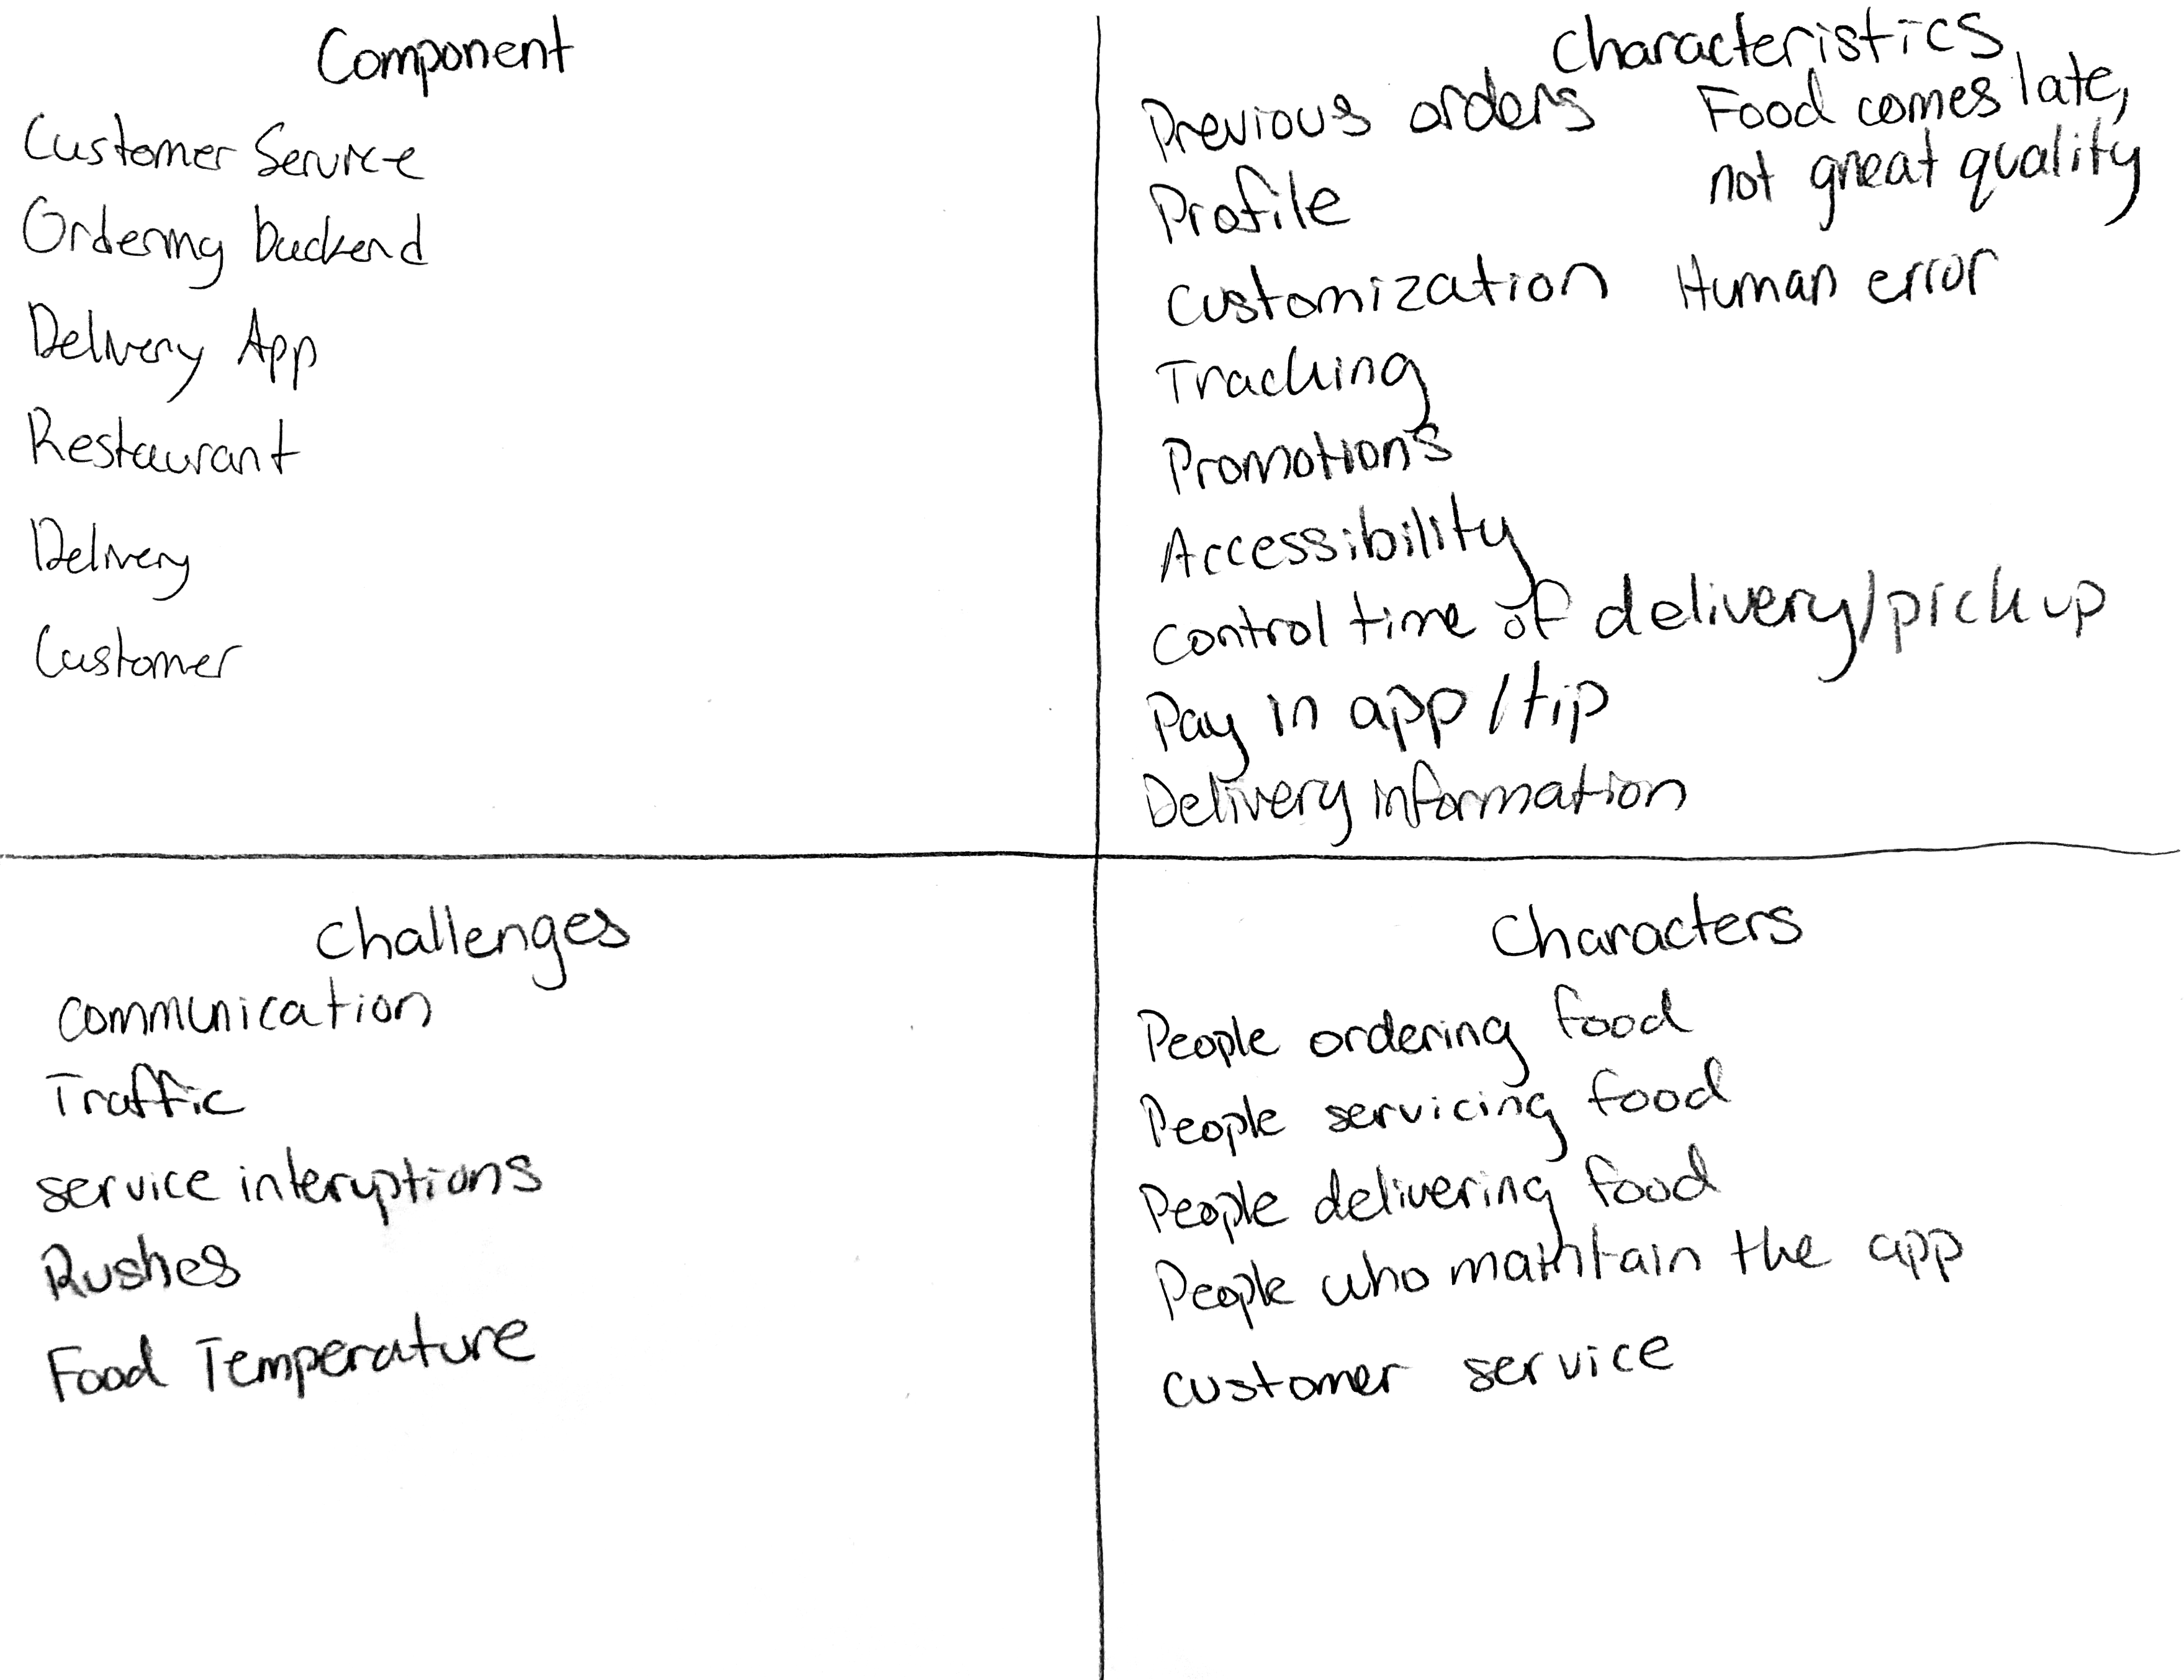 Component
Customer Service
Ordering backend
Delivery App
Restaurant
Delivery
Customer
Characteristics
Previous orders
Profile
Customization
Tracking
Promotions
Accessibility
Control time of delivery/pickup
Pay in app/tip
Delivery information
Food comes late,
not great quality
Human error
Challenges
Communication
Traffic
service interuptions
Rushes
Food Temperature
Characters
People ordering food
People servicing food
People delivering food
People who maintain the app
customer service